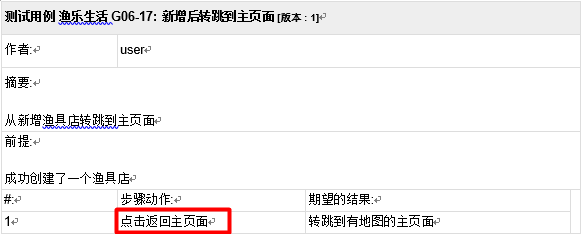 测试用例 渔乐生活 G06-17: 新增后转跳到主页面 [版本 : 1]
作者: user
摘要:
从新增渔具店转跳到主页面
前提:
成功创建了一个渔具店
#: 步骤动作: 期望的结果:
1 点击返回主页面 转跳到有地图的主页面